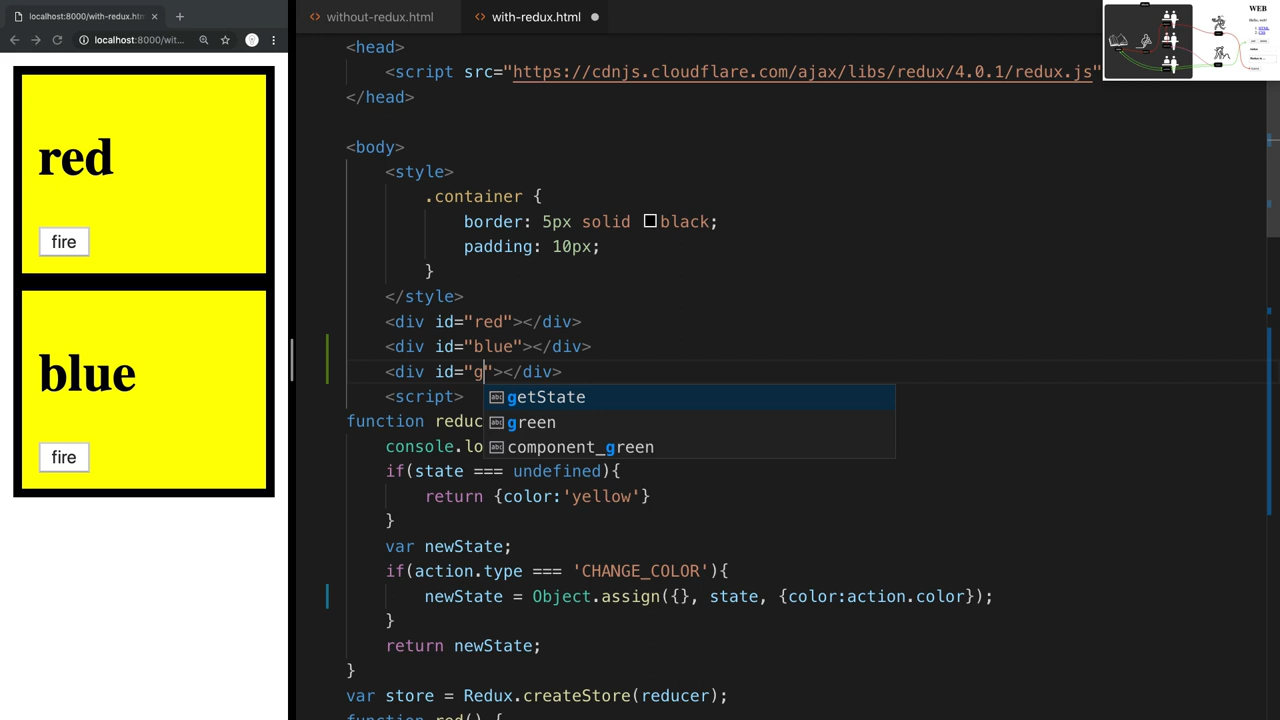 localhost:8000/with-redux.htm
localhost:8000/wit...
red
fire
blue
fire
without-redux.html
with-redux.html
<head>
<script src="https://cdnjs.cloudflare.com/ajax/libs/redux/4.0.1/redux.js"
</head>
<body>
<style>
.container {
border: 5px solid black;
padding: 10px;
}
</style>
<div id="red"></div>
<div id="blue"></div>
<div id="g"></div>
<script>
getState
green
component_green
function reduc
console.lo
if(state === undefined){
return {color:'yellow'}
}
var newState;
if(action.type === 'CHANGE_COLOR'){
newState = Object.assign({}, state, {color:action.color});
}
return newState;
}
var store = Redux.createStore(reducer);
function red() {
WEB